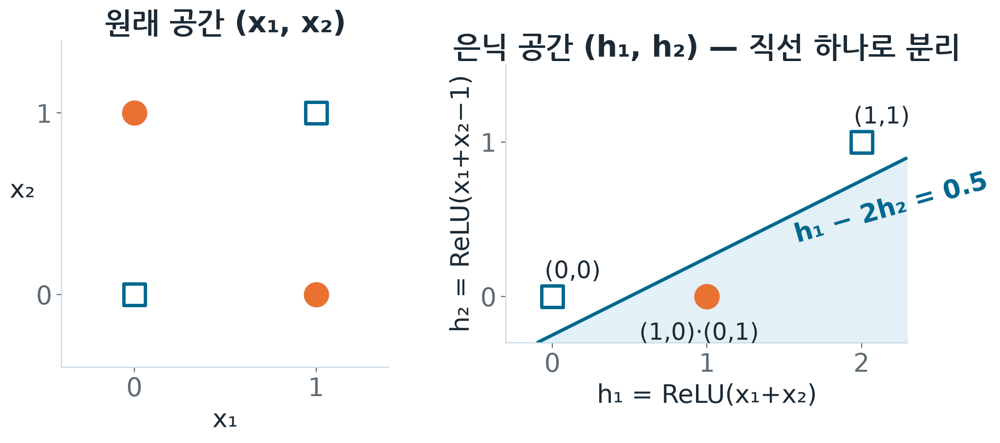 원래 공간 (x₁, x₂)
1
x₂
0
0 1
x₁
은닉 공간 (h₁, h₂) — 직선 하나로 분리
h₂ = ReLU(x₁+x₂−1)
1
0
(1,1)
h₁ − 2h₂ = 0.5
(0,0)
(1,0)·(0,1)
0 1 2
h₁ = ReLU(x₁+x₂)